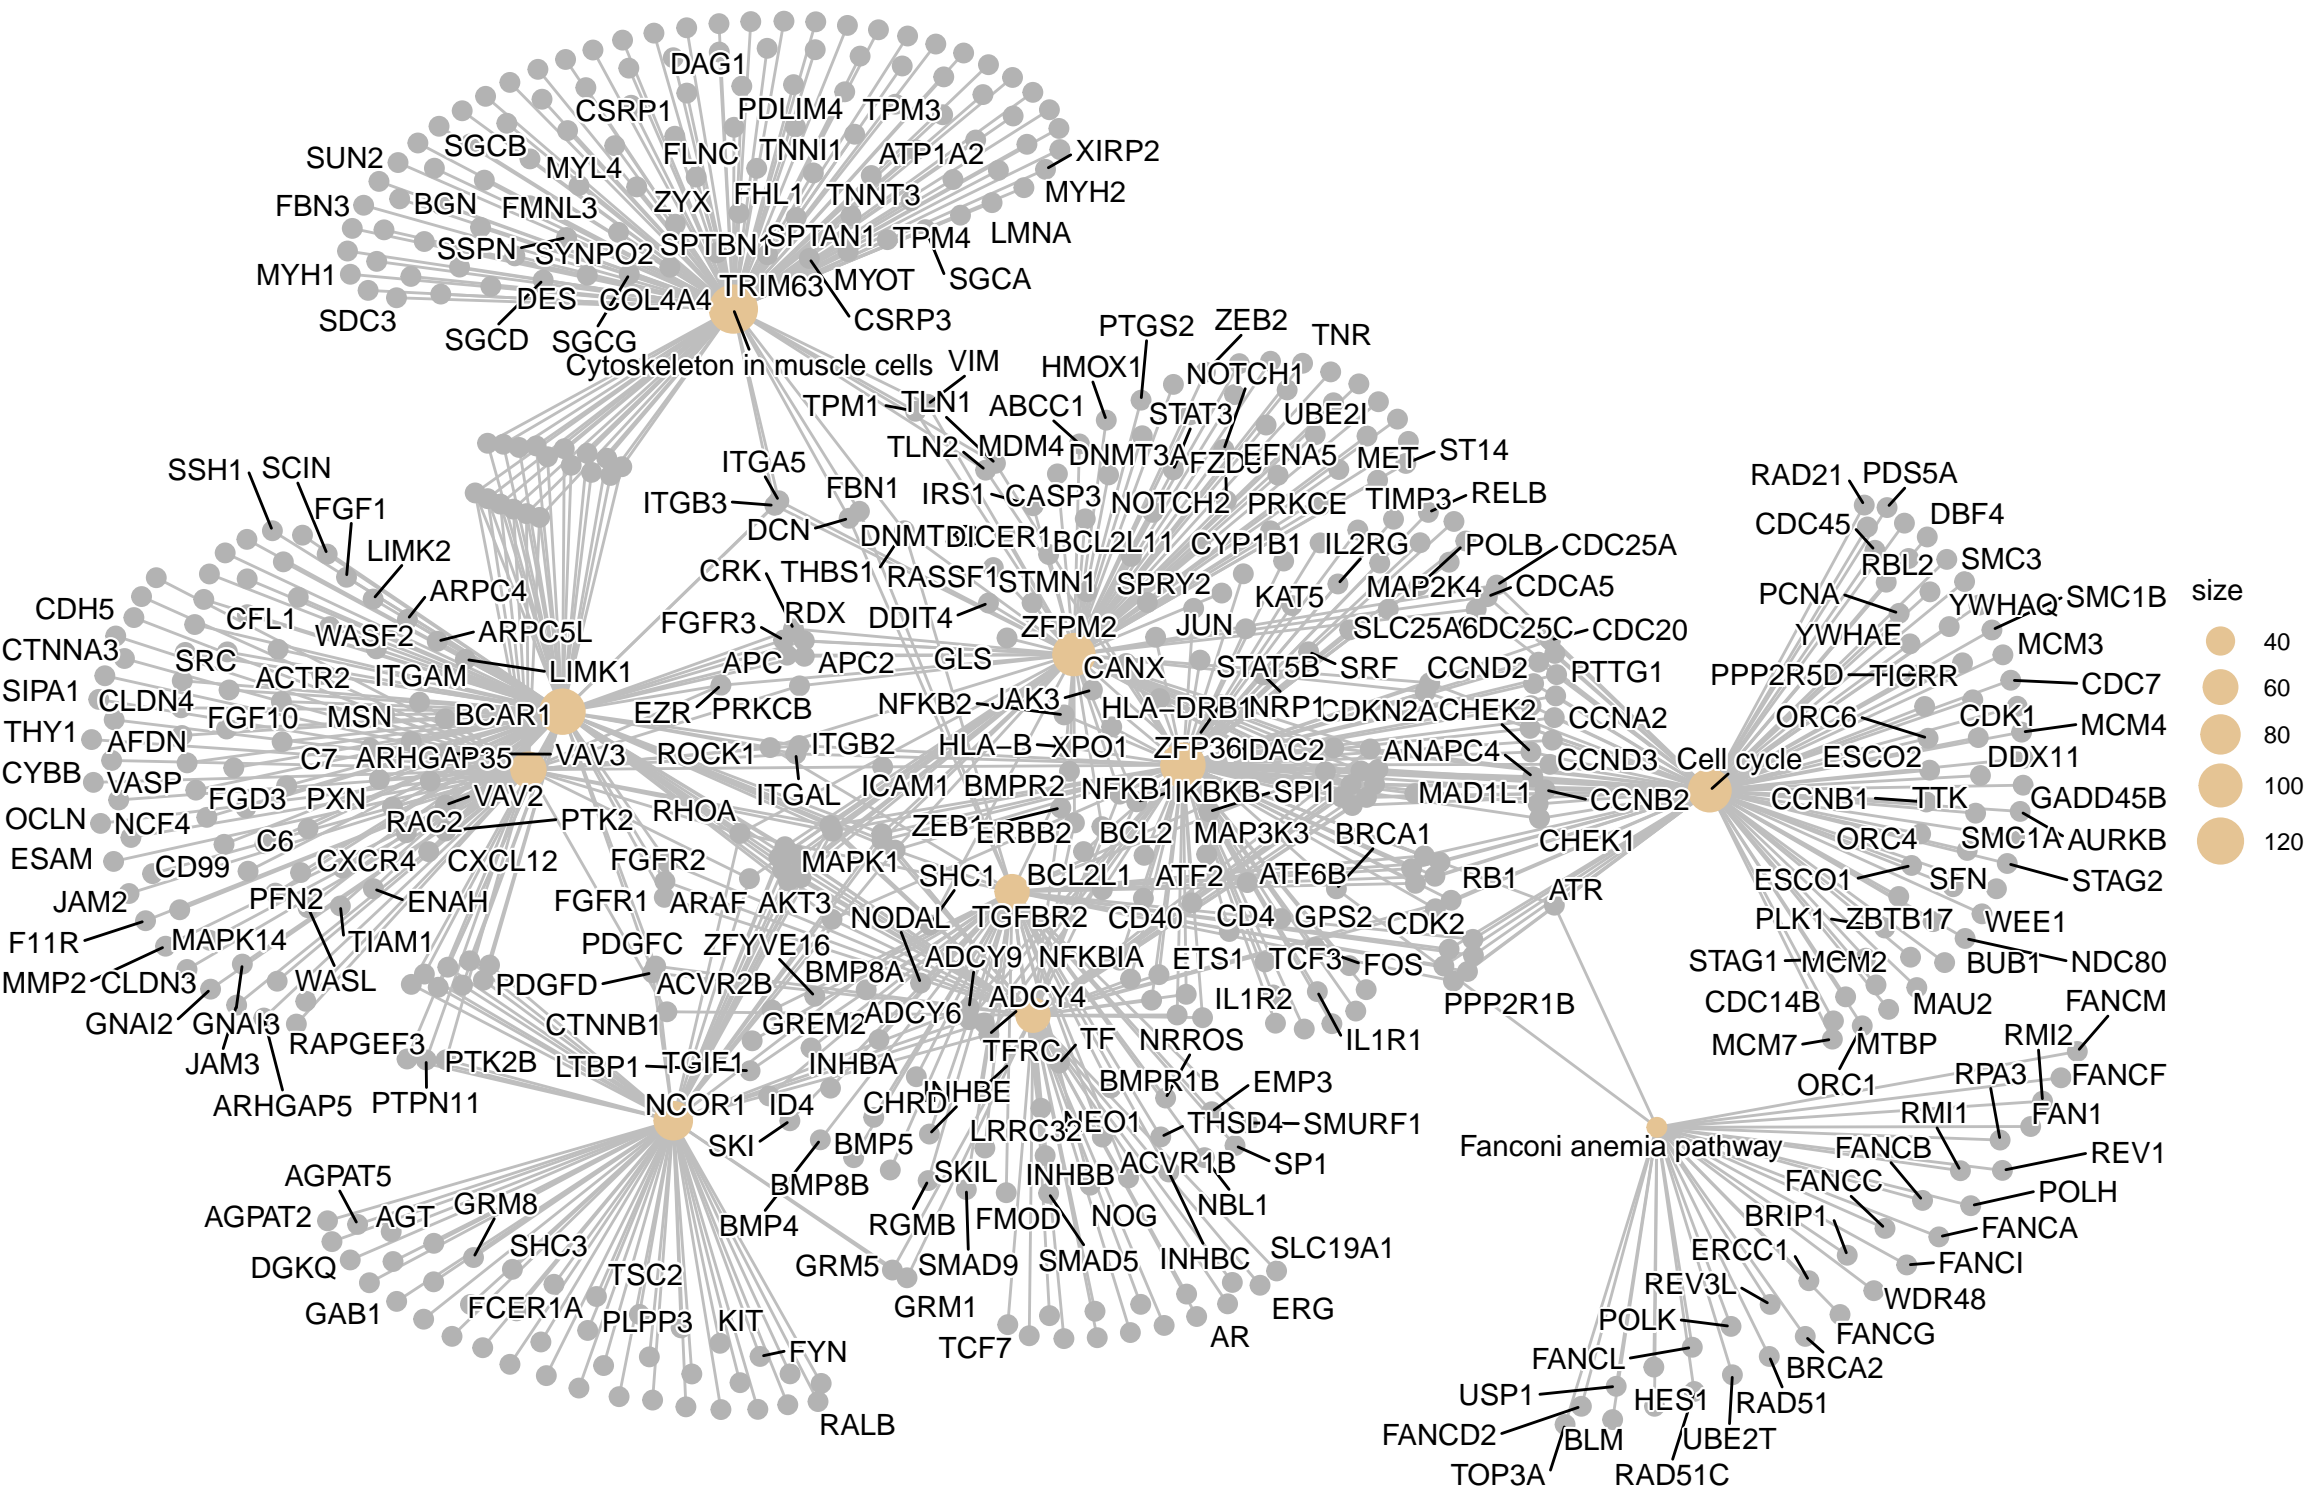 DAG1
CSRP1
PDLIM4
TPM3
SGCB
SUN2
MYL4
FLNC
TNNI1
ATP1A2
XIRP2
MYH2
FBN3
BGN
FMNL3
ZYX
FHL1
TNNT3
SSPN
SYNPO2
SPTBN1
SPTAN1
TPM4
LMNA
MYH1
DES
COL4A4
TRIM63
MYOT
SGCA
SDC3
SGCD
SGCG
CSRP3
Cytoskeleton in muscle cells
VIM
PTGS2
ZEB2
TNR
HMOX1
NOTCH1
TPM1
TLN1
ABCC1
STAT3
UBE2I
TLN2
MDM4
DNMT3A
EFNA5
MET
ST14
SSH1
SCIN
ITGA5
ITGB3
FBN1
IRS1
CASP3
NOTCH2
PRKCE
TIMP3
RELB
RAD21
PDS5A
FGF1
DCN
DICER1
BCL2L11
CYP1B1
IL2RG
POLB
CDC25A
CDC45
DBF4
LIMK2
CRK
THBS1
RASSF1
STMN1
SPRY2
KAT5
MAP2K4
CDCA5
RBL2
SMC3
size
CDH5
CFL1
ARPC4
FGFR3
RDX
DDIT4
ZFPM2
JUN
SLC25A6
CDC25C
CDC20
PCNA
YWHAQ
SMC1B
CTNNA3
WASF2
ARPC5L
APC
APC2
GLS
CANX
STAT5B
SRF
CCND2
PTTG1
YWHAE
MCM3
40
SIPA1
SRC
ACTR2
ITGAM
LIMK1
EZR
PRKCB
NFKB2
JAK3
HLA-DRB1
NRP1
CDKN2A
CHEK2
CCNA2
PPP2R5D
TICRR
CDC7
60
CLDN4
FGF10
MSN
BCAR1
ORC6
CDK1
MCM4
THY1
AFDN
C7
ARHGAP35
VAV3
ROCK1
ITGB2
HLA-B
XPO1
ZFP36
HDAC2
ANAPC4
CCND3
Cell cycle
ESCO2
DDX11
80
CYBB
VASP
FGD3
PXN
VAV2
RHOA
ITGAL
ICAM1
BMPR2
NFKB1
IKBKB
SPI1
MAD1L1
CCNB2
CCNB1
TTK
GADD45B
100
OCLN
NCF4
RAC2
PTK2
ZEB1
ERBB2
BCL2
MAP3K3
BRCA1
CHEK1
ORC4
SMC1A
AURKB
120
ESAM
CD99
C6
CXCR4
CXCL12
FGFR2
MAPK1
SHC1
BCL2L1
ATF2
ATF6B
RB1
ATR
ESCO1
SFN
STAG2
JAM2
PFN2
ENAH
FGFR1
ARAF
AKT3
NODAL
TGFBR2
CD40
CD4
GPS2
CDK2
PLK1
ZBTB17
WEE1
F11R
MAPK14
TIAM1
PDGFC
ZFYVE16
ADCY9
NFKBIA
ETS1
TCF3
FOS
STAG1
MCM2
BUB1
NDC80
MMP2
CLDN3
WASL
PDGFD
ACVR2B
BMP8A
ADCY4
IL1R2
PPP2R1B
CDC14B
MAU2
FANCM
GNAI2
GNAI3
CTNNB1
GREM2
ADCY6
IL1R1
MCM7
MTBP
RMI2
JAM3
RAPGEF3
PTK2B
LTBP1
TGIF1
INHBA
TFRC
TF
NRROS
ORC1
RPA3
FANCF
ARHGAP5
PTPN11
NCOR1
ID4
CHRD
INHBE
BMPR1B
EMP3
RMI1
FAN1
SKI
BMP5
LRRC32
NEO1
THSD4
SMURF1
Fanconi anemia pathway
FANCB
REV1
AGPAT5
BMP8B
SKIL
INHBB
ACVR1B
SP1
FANCC
POLH
AGPAT2
AGT
GRM8
BMP4
RGMB
FMOD
NOG
NBL1
BRIP1
FANCA
DGKQ
SHC3
TSC2
GRM5
SMAD9
SMAD5
INHBC
SLC19A1
ERCC1
FANCI
GAB1
FCER1A
PLPP3
KIT
GRM1
ERG
REV3L
WDR48
FYN
TCF7
AR
POLK
FANCG
FANCL
BRCA2
RALB
USP1
HES1
RAD51
FANCD2
BLM
UBE2T
TOP3A
RAD51C